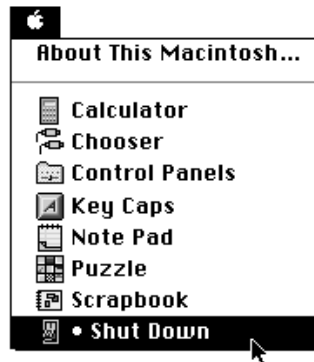 About This Macintosh...
Calculator
Chooser
Control Panels
Key Caps
Note Pad
Puzzle
Scrapbook
• Shut Down